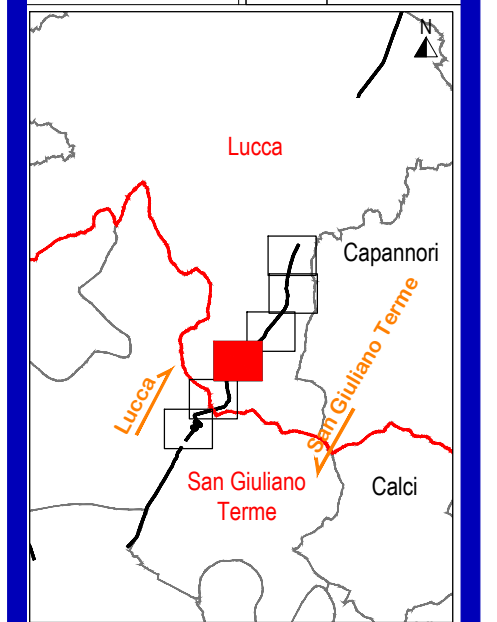 N
Lucca
Capannori
San Giuliano Terme
Lucca
San Giuliano
Terme
Calci